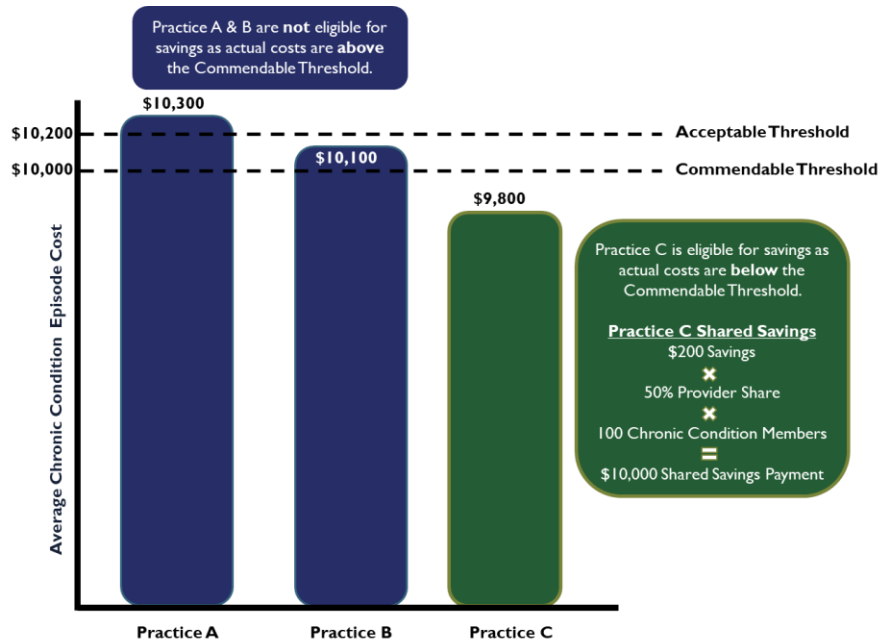 Practice A & B are not eligible for
savings as actual costs are above
the Commendable Threshold.
$10,300
$10,200
Acceptable Threshold
$10,100
$10,000
Commendable Threshold
$9,800
Average Chronic Condition Episode Cost
Practice C is eligible for savings as
actual costs are below the
Commendable Threshold.
Practice C Shared Savings
$200 Savings
×
50% Provider Share
×
100 Chronic Condition Members
=
$10,000 Shared Savings Payment
Practice A
Practice B
Practice C